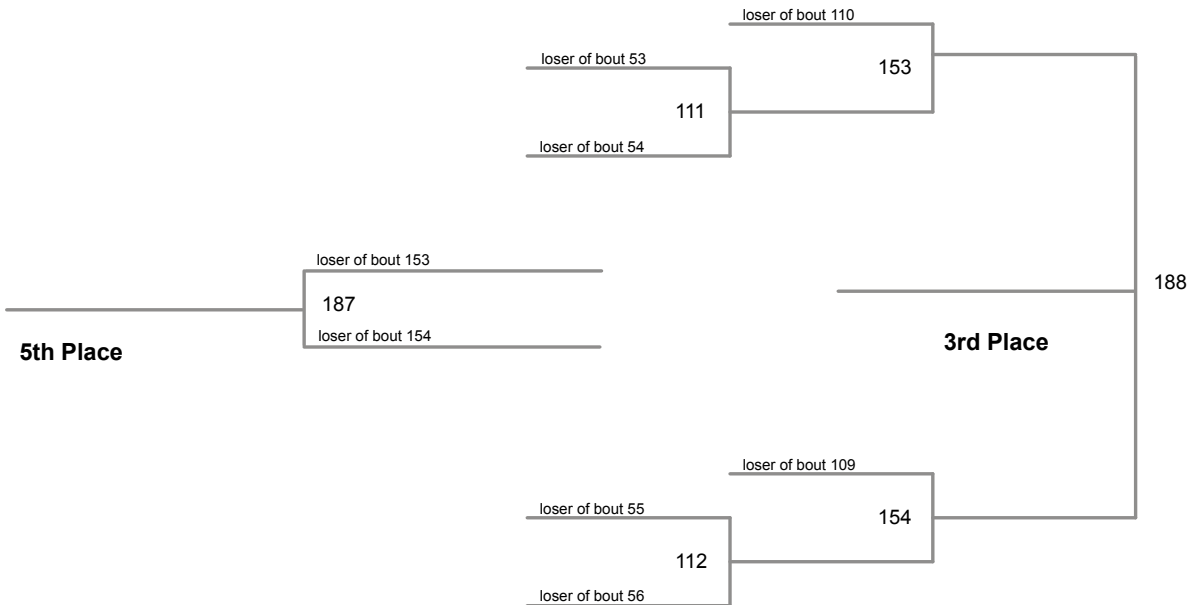 loser of bout 110
loser of bout 53
153
111
loser of bout 54
loser of bout 153
188
187
loser of bout 154
3rd Place
5th Place
loser of bout 109
loser of bout 55
154
112
loser of bout 56